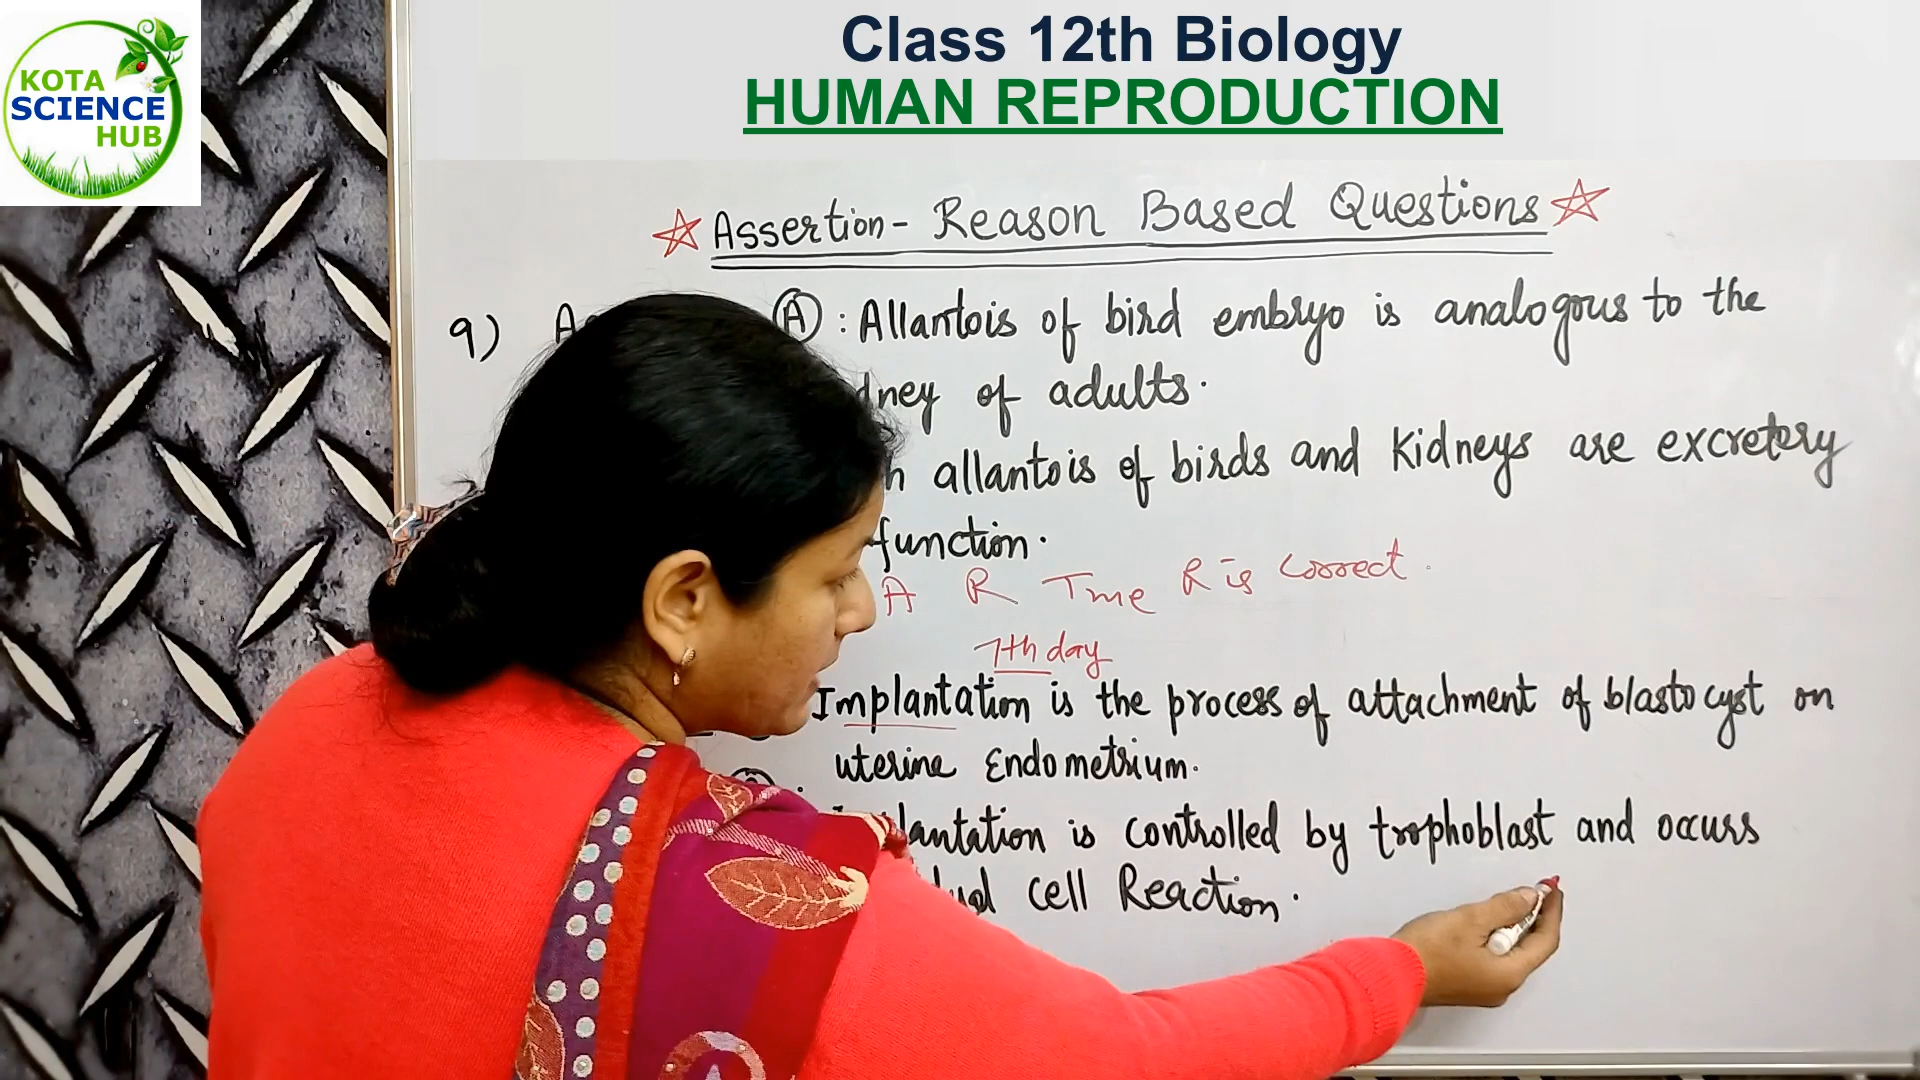 KOTA
SCIENCE
HUB
Class 12th Biology
HUMAN REPRODUCTION
Assertion- Reason Based Questions
9) A : Allantois of bird embryo is analogous to the
of adults.
allantois of birds and kidneys are excretory
function.
A R True R is correct.
7th day
Implantation is the process of attachment of blastocyst on
uterine Endometrium.
is controlled by trophoblast and occurs
cell Reaction.